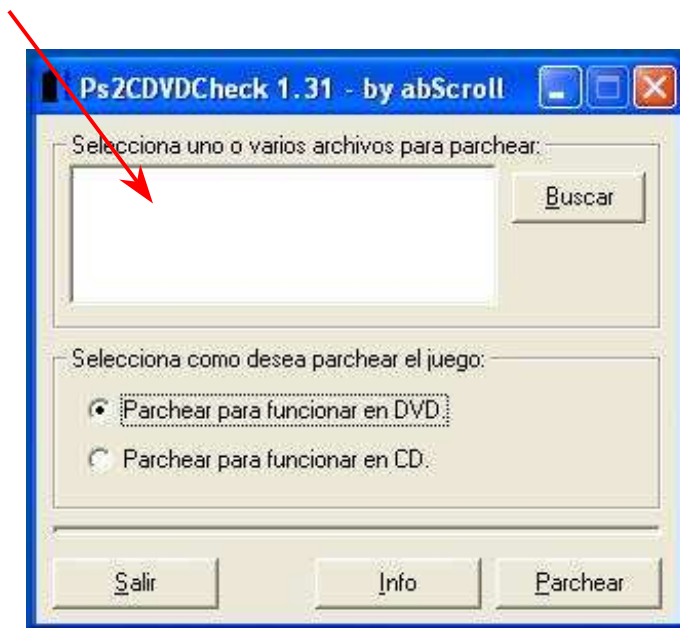 Ps2CDVDCheck 1.31 - by abScroll
Selecciona uno o varios archivos para parchear:
Buscar
Selecciona como desea parchear el juego:
Parchear para funcionar en DVD.
Parchear para funcionar en CD.
Salir Info Parchear